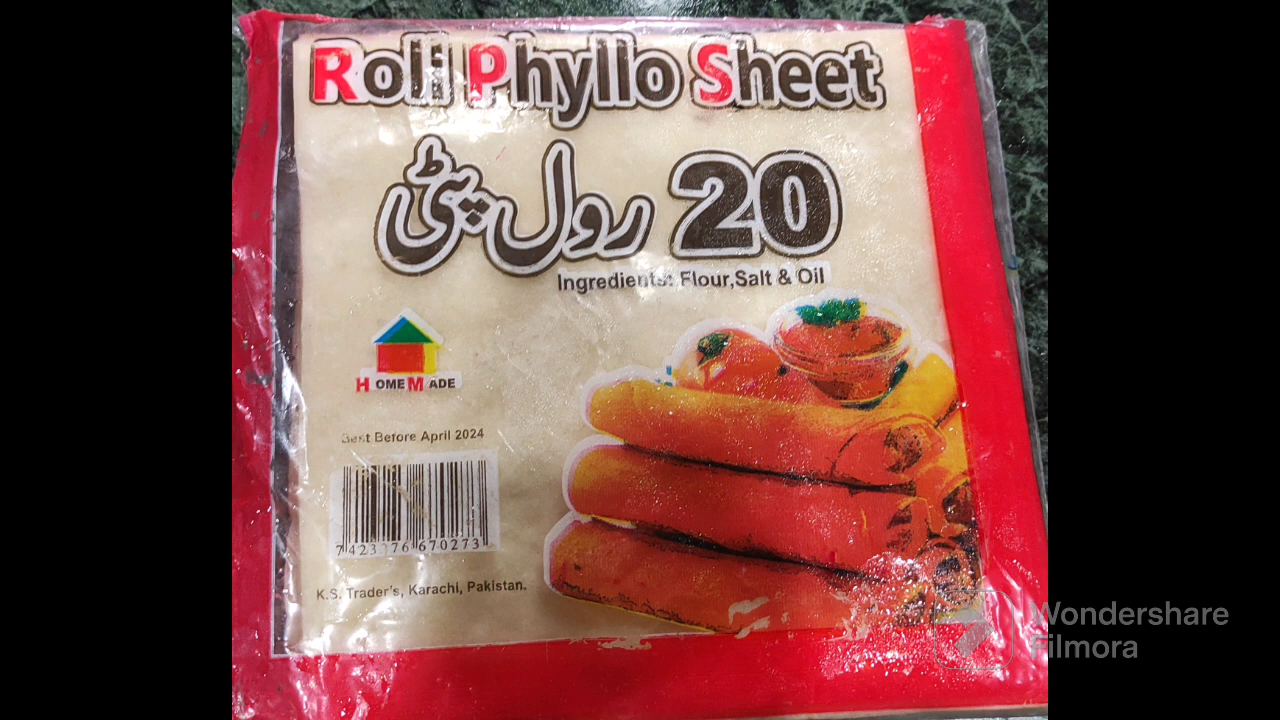 Roll Phyllo Sheet
20 رول پٹی
Ingredients: Flour,Salt & Oil
HOME MADE
Best Before April 2024
7423376670273
K.S. Trader's, Karachi, Pakistan.
Wondershare
Filmora